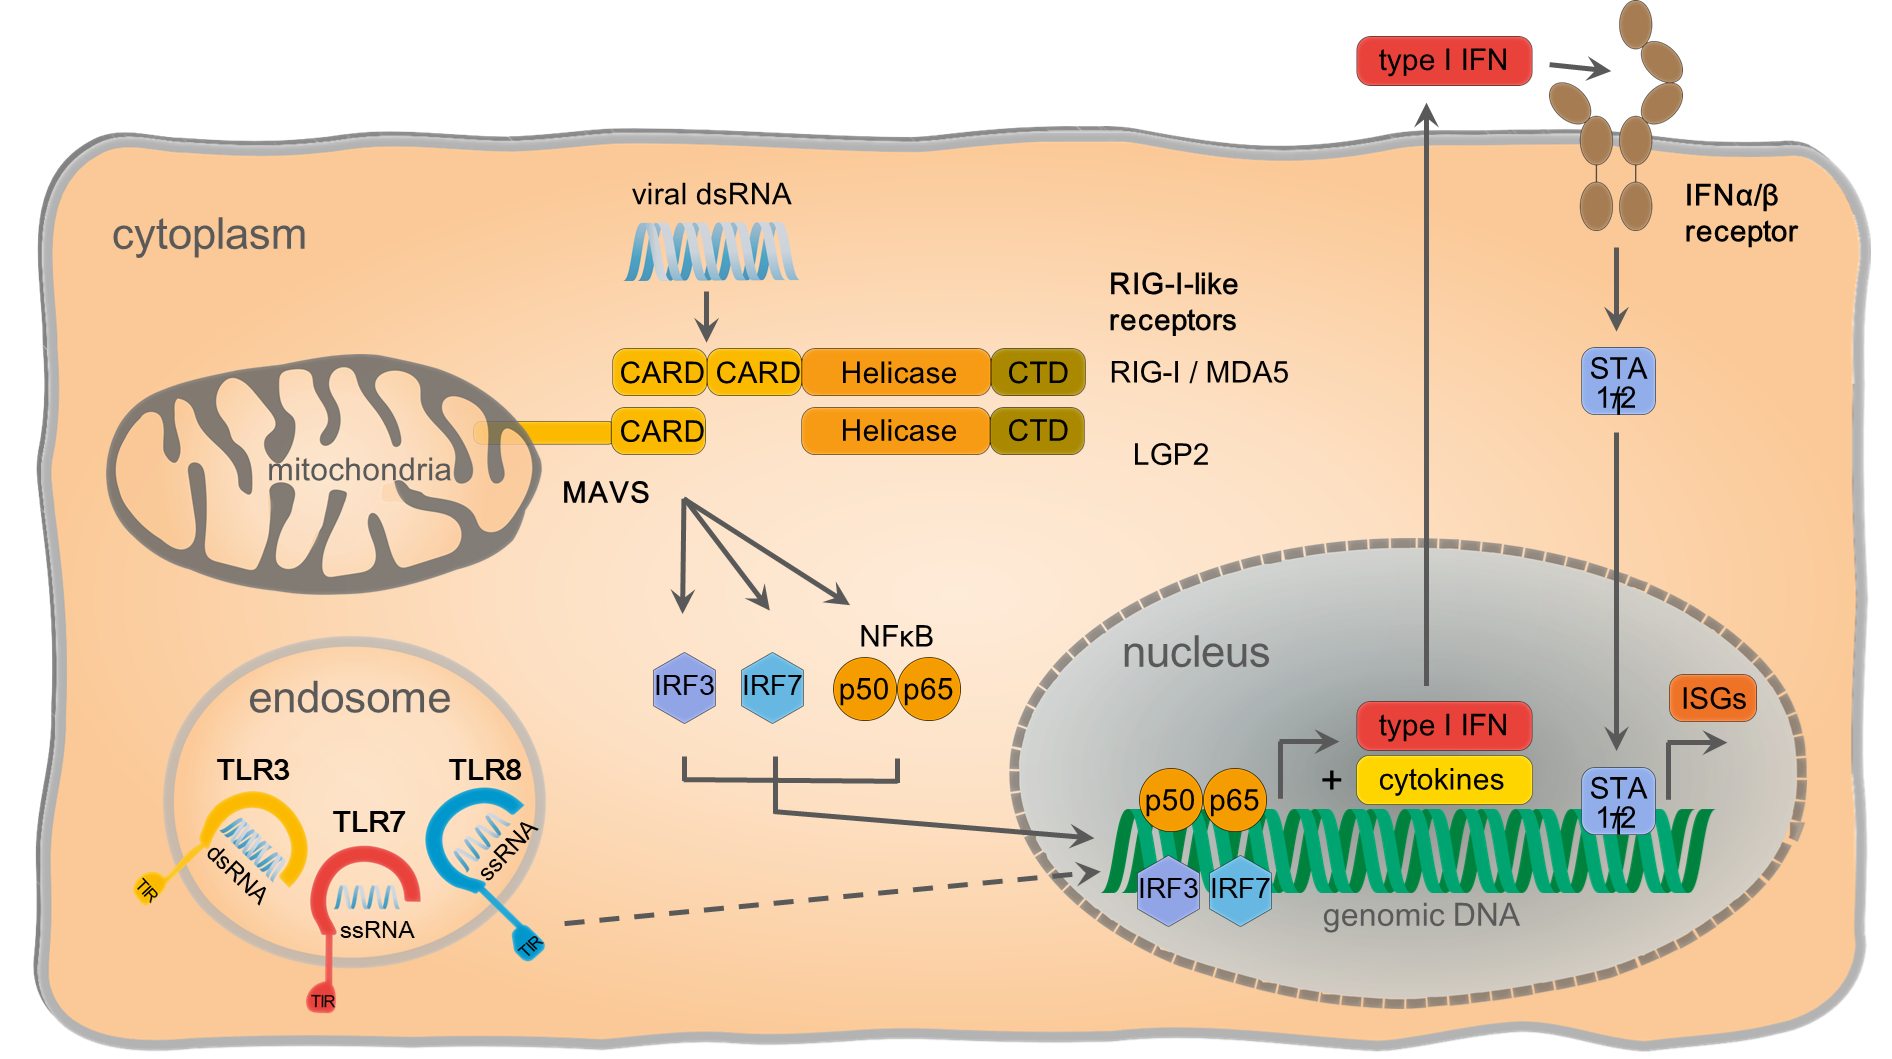 type I IFN
cytoplasm
viral dsRNA
IFNα/β
receptor
RIG-I-like
receptors
CARD CARD Helicase CTD
RIG-I / MDA5
STAT
1/2
CARD
Helicase CTD
LGP2
mitochondria
MAVS
NFκB
IRF3 IRF7 p50 p65
nucleus
endosome
ISGs
type I IFN
+ cytokines
TLR3
TLR8
TLR7
dsRNA
ssRNA
ssRNA
TIR
TIR
TIR
p50 p65
STAT
1/2
IRF3 IRF7
genomic DNA